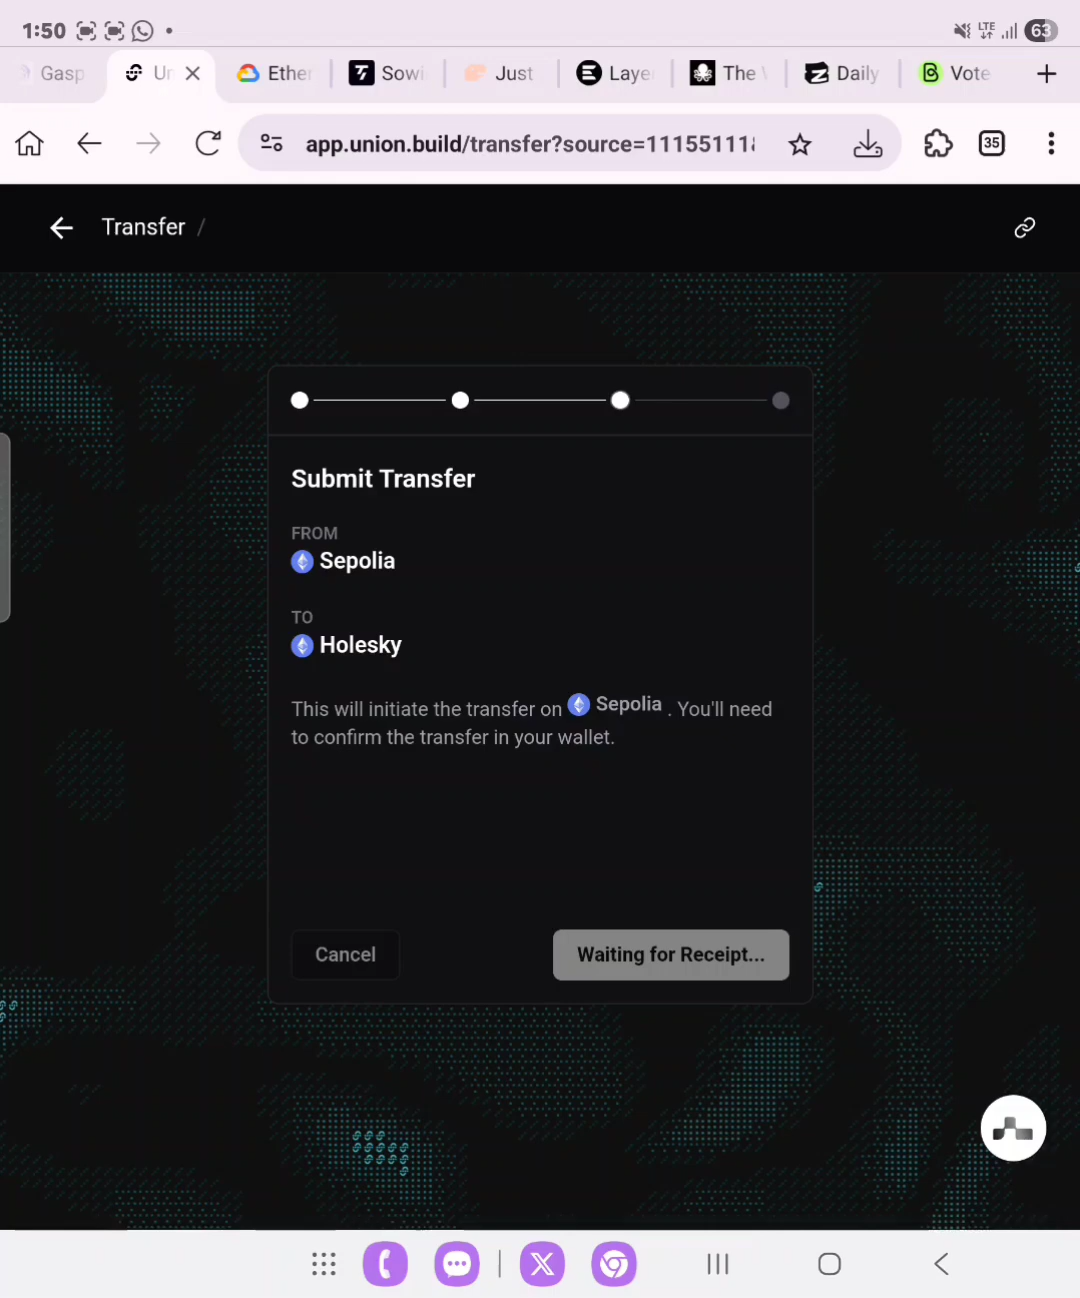 1:50 LTE 63
Gasp Un Ether Sowi Just Laye The Daily Vote
app.union.build/transfer?source=11155111 35
Transfer /
Submit Transfer
FROM
Sepolia
TO
Holesky
This will initiate the transfer on Sepolia . You'll need
to confirm the transfer in your wallet.
Cancel Waiting for Receipt...